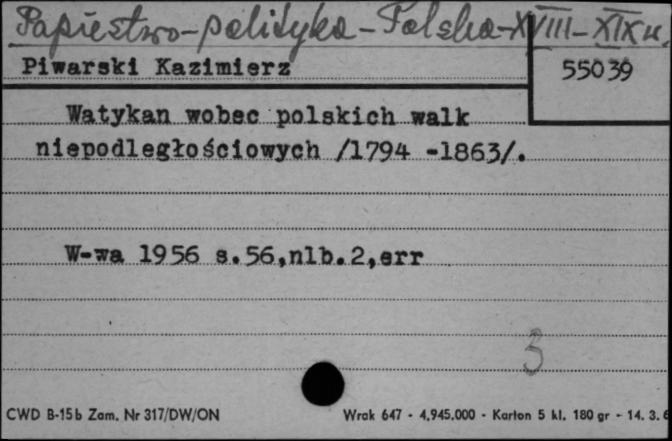 Papiestwo-polityka-Polska-XVIII-XIX w.
Piwarski Kazimierz
55039
Watykan wobec polskich walk
niepodległościowych /1794 -1863/.
W-wa 1956 s.56,nlb.2,err
3
CWD B-15b Zam. Nr 317/DW/ON
Wrak 647 - 4.945.000 - Karton 5 kl. 180 gr - 14. 3. 6